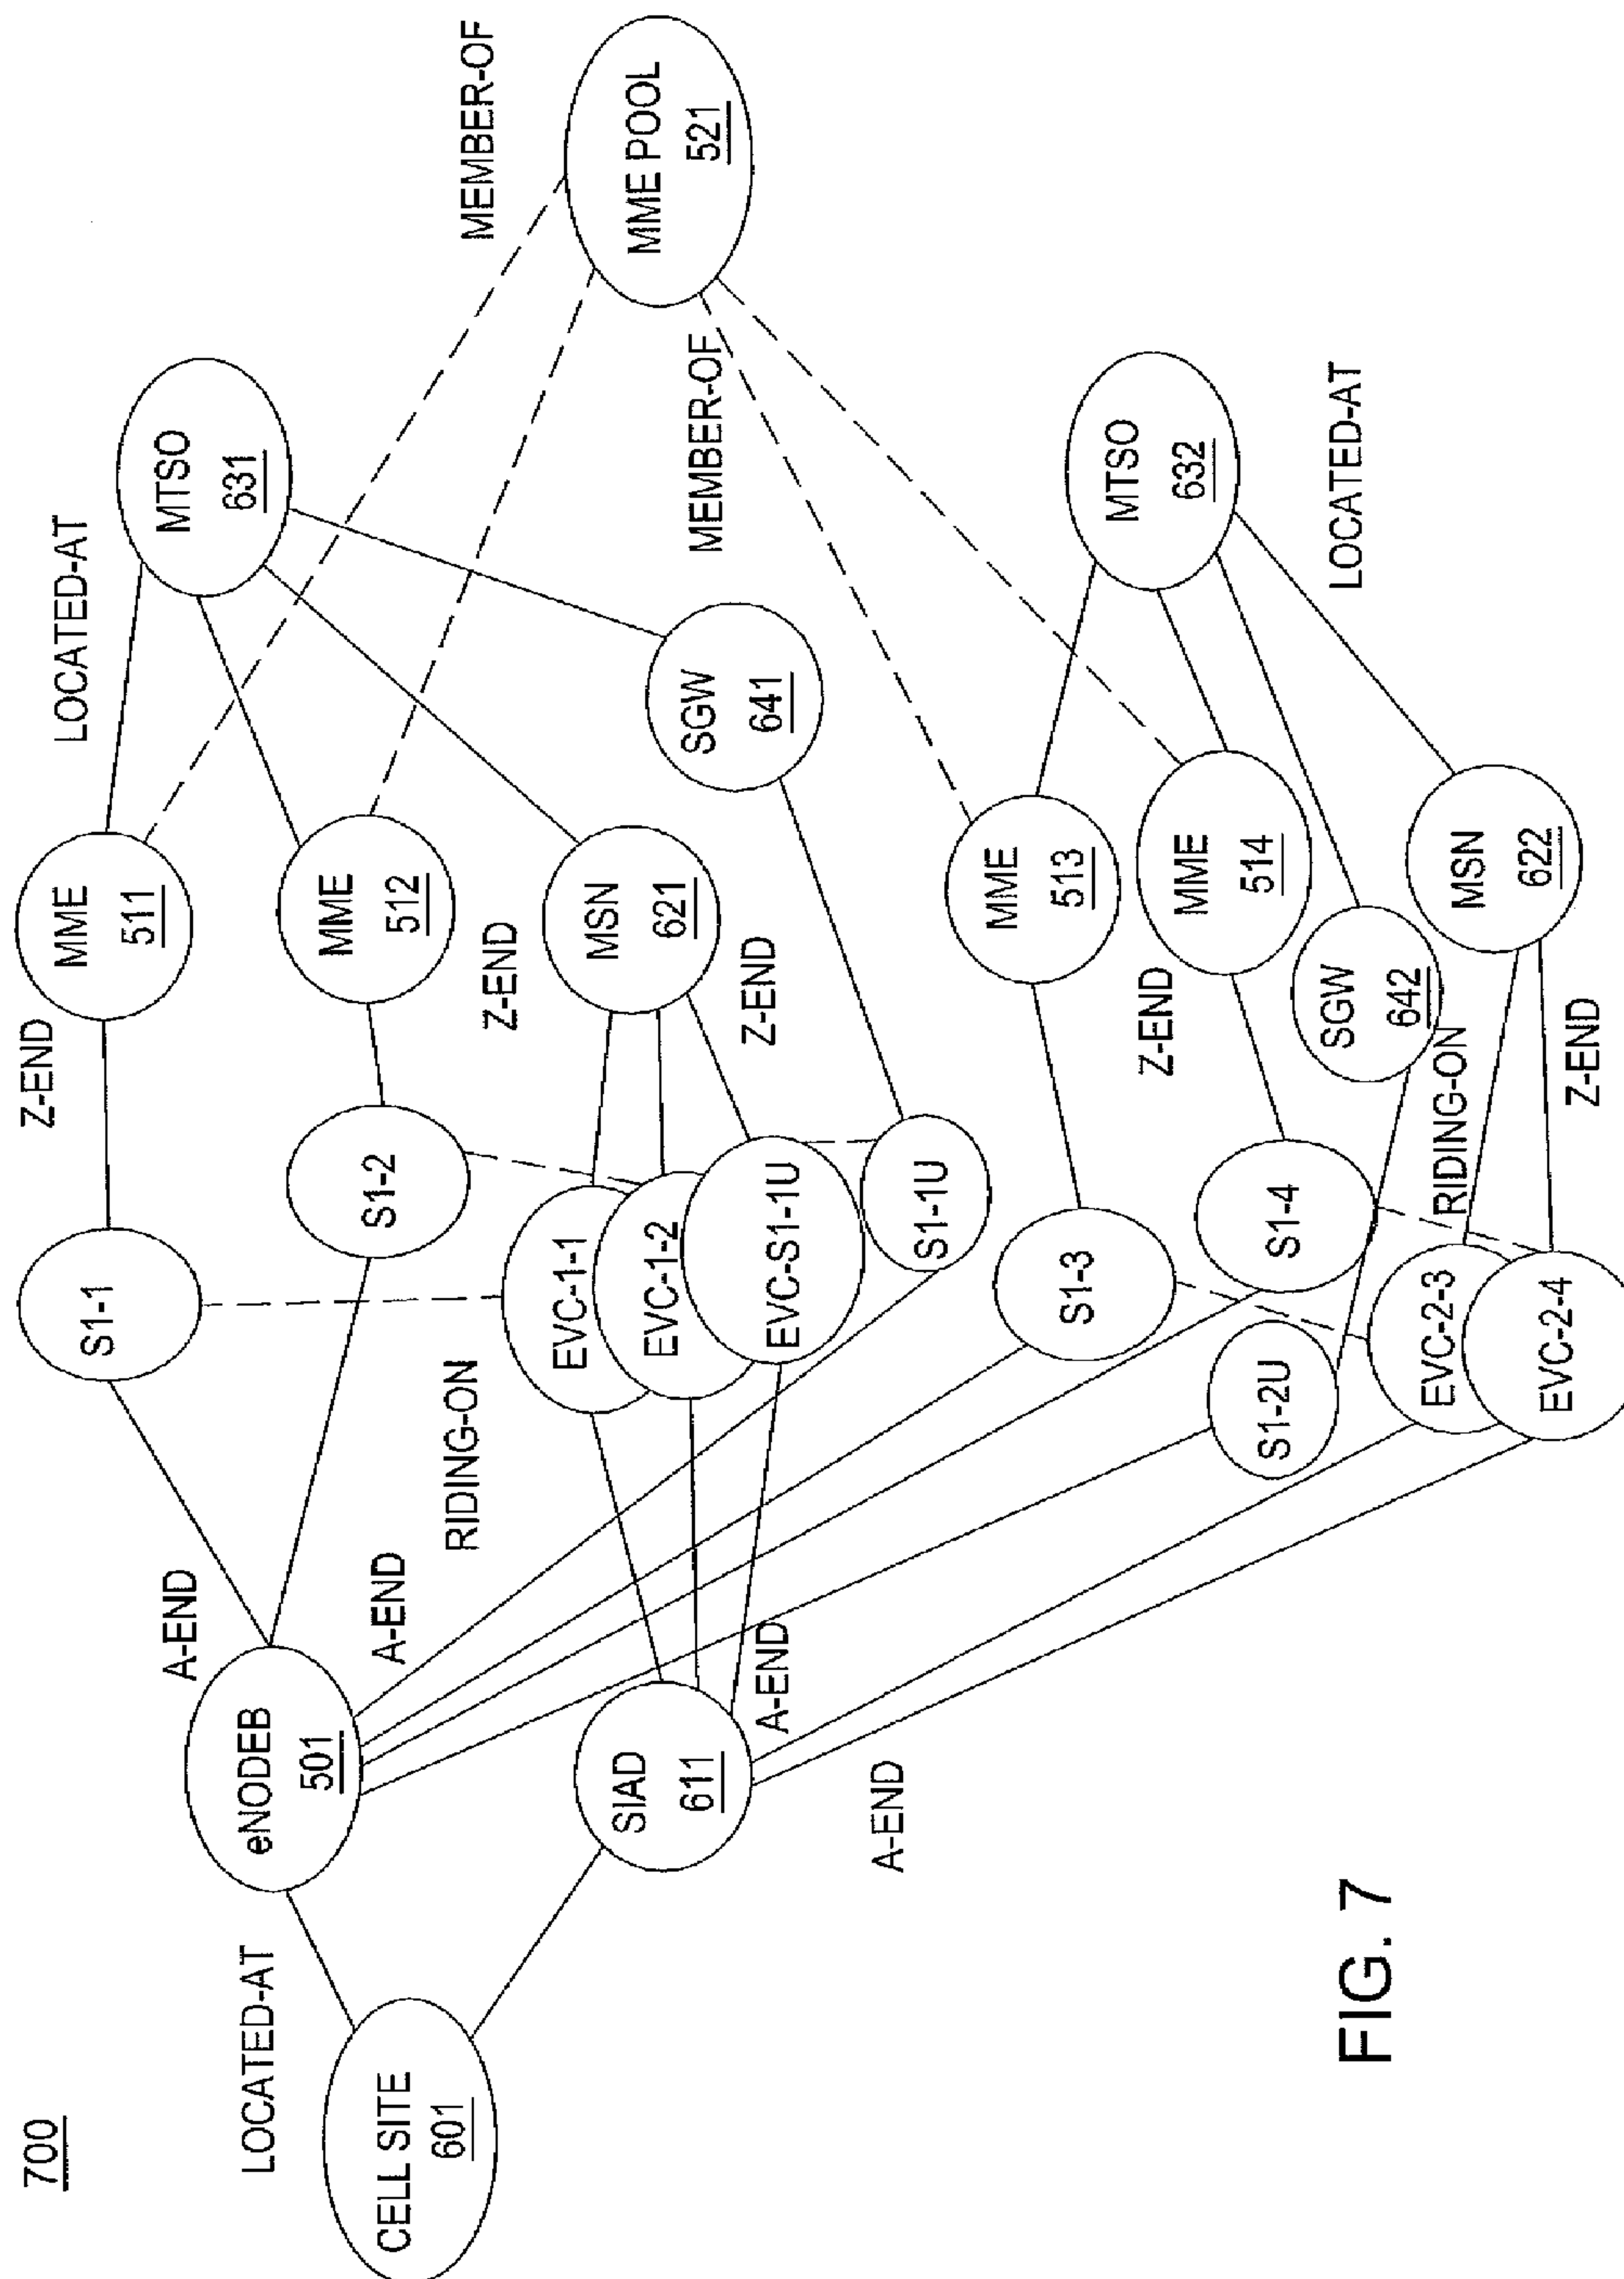 700
LOCATED-AT
CELL SITE
601
eNODEB
501
SIAD
611
A-END
A-END
A-END
A-END
RIDING-ON
S1-1
S1-2
EVC-1-1
EVC-1-2
EVC-S1-1U
S1-1U
S1-3
S1-4
S1-2U
EVC-2-3
EVC-2-4
RIDING-ON
Z-END
Z-END
Z-END
Z-END
Z-END
MME
511
MME
512
MSN
621
SGW
641
MME
513
MME
514
SGW
642
MSN
622
LOCATED-AT
MTSO
631
MTSO
632
LOCATED-AT
MEMBER-OF
MEMBER-OF
MME POOL
521
FIG. 7